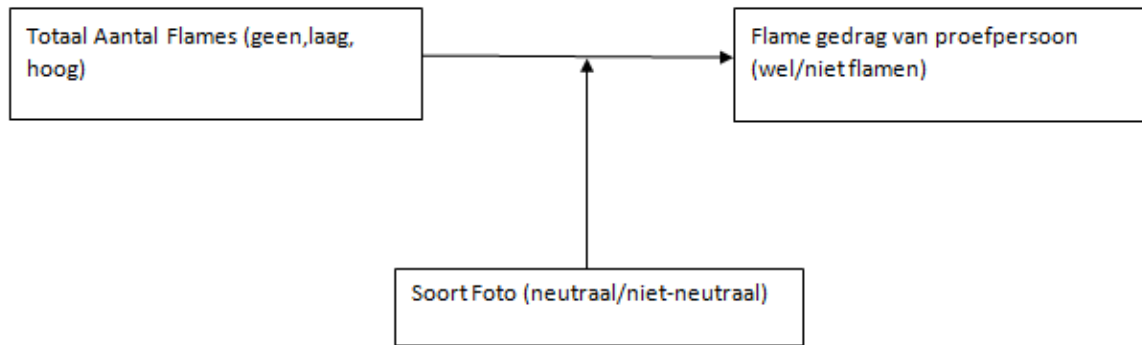 Totaal Aantal Flames (geen,laag,
hoog)
Flame gedrag van proefpersoon
(wel/niet flamen)
Soort Foto (neutraal/niet-neutraal)